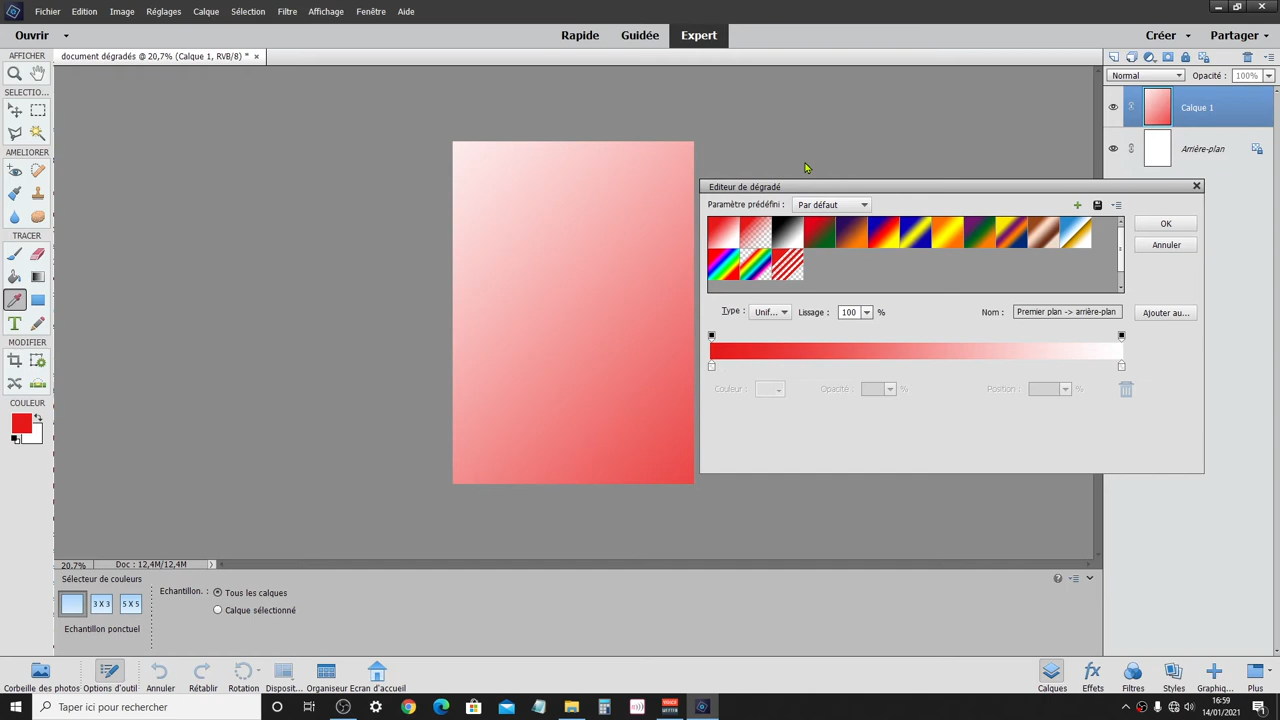 Fichier Edition Image Réglages Calque Sélection Filtre Affichage Fenêtre Aide
Ouvrir Rapide Guidée Expert Créer Partager
AFFICHER
document dégradés @ 20,7% (Calque 1, RVB/8) * ×
Normal Opacité : 100%
SELECTIO...
Calque 1
Arrière-plan
AMELIORER
Editeur de dégradé
Paramètre prédéfini : Par défaut
OK
Annuler
TRACER
Type : Unif... Lissage : 100 % Nom : Premier plan -> arrière-plan Ajouter au...
MODIFIER
Couleur : Opacité : % Position : %
COULEUR
20,7% Doc : 12,4M/12,4M
Sélecteur de couleurs
Echantillon. : Tous les calques
3 X 3 5 X 5
Calque sélectionné
Echantillon ponctuel
Corbeille des photos Options d'outil Annuler Rétablir Rotation Disposit... Organiseur Ecran d'accueil Calques Effets Filtres Styles Graphiq... Plus
Taper ici pour rechercher
16:59
14/01/2021